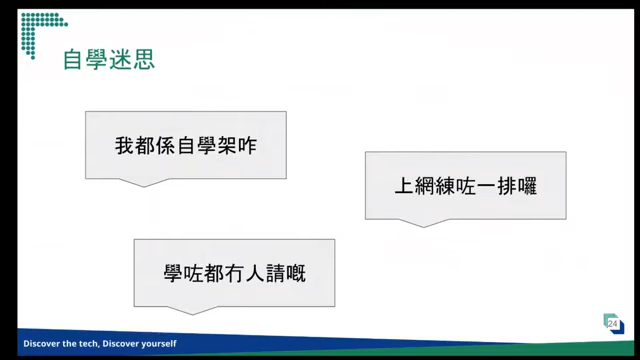 自學迷思
我都係自學架咋
上網練咗一排囉
學咗都冇人請嘅
24
Discover the tech, Discover yourself